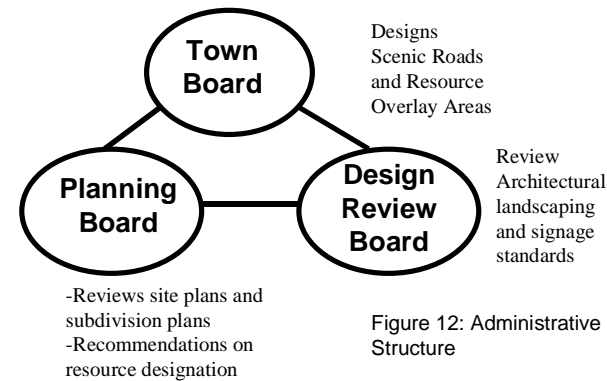 Town
Board
Designs
Scenic Roads
and Resource
Overlay Areas
Planning
Board
Design
Review
Board
Review
Architectural
landscaping
and signage
standards
-Reviews site plans and
subdivision plans
-Recommendations on
resource designation
Figure 12: Administrative
Structure